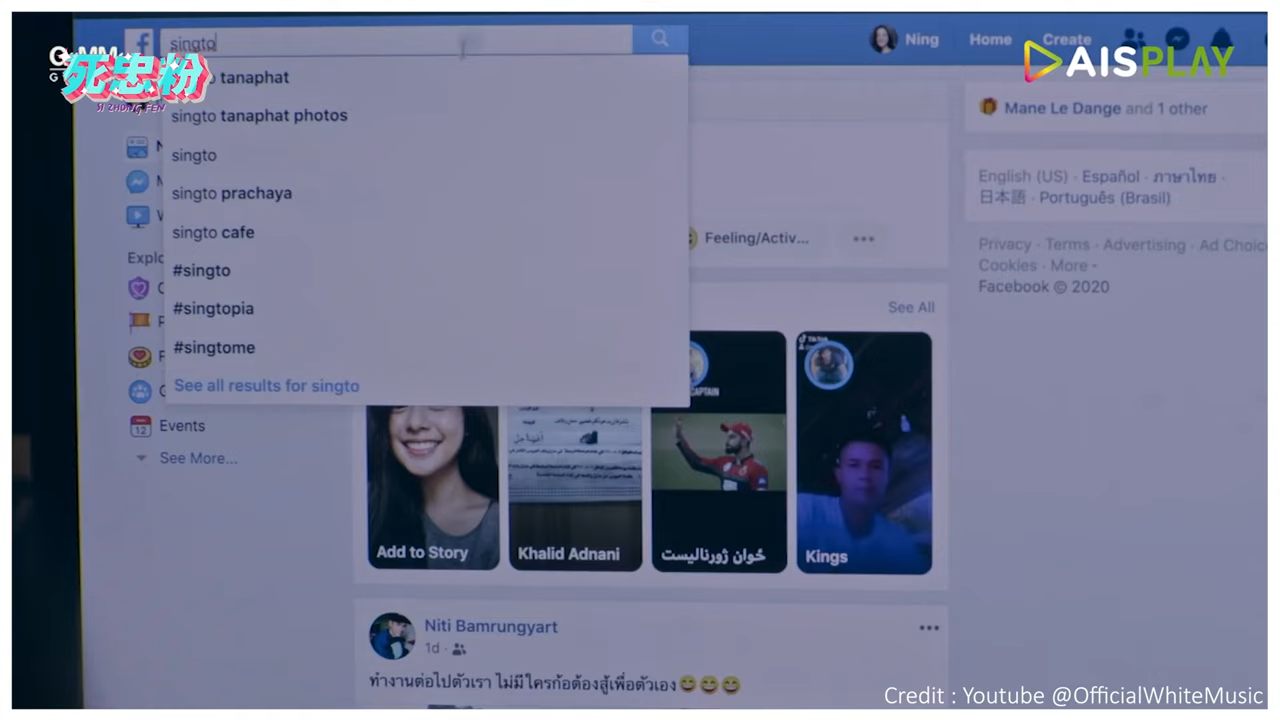 singto
死忠粉
SI ZHONG FEN
Ning
Home
Create
AISPLAY
tanaphat
singto tanaphat photos
singto
singto prachaya
singto cafe
#singto
#singtopia
#singtome
See all results for singto
Events
See More...
Mane Le Dange and 1 other
English (US) · Español · ภาษาไทย ·
日本語 · Português (Brasil)
Privacy · Terms · Advertising · Ad Choic
Cookies · More
Facebook © 2020
Feeling/Activ...
See All
CAPTAIN
Add to Story
Khalid Adnani
ځوان ژورنالیست
Kings
Niti Bamrungyart
1d
ทำงานต่อไปตัวเรา ไม่มีใครก้อต้องสู้เพื่อตัวเอง😄😄😄
Credit : Youtube @OfficialWhiteMusic